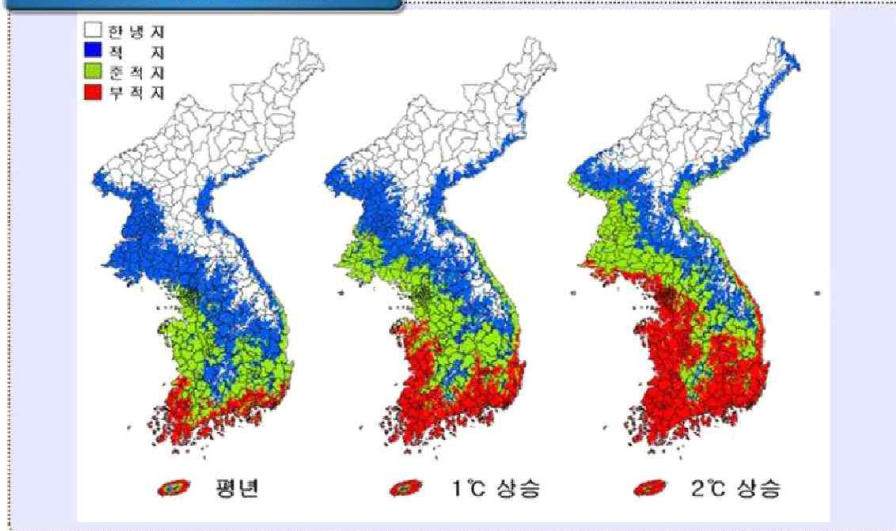 한 냉 지
적 지
준 적 지
부 적 지
평년
1℃ 상승
2℃ 상승